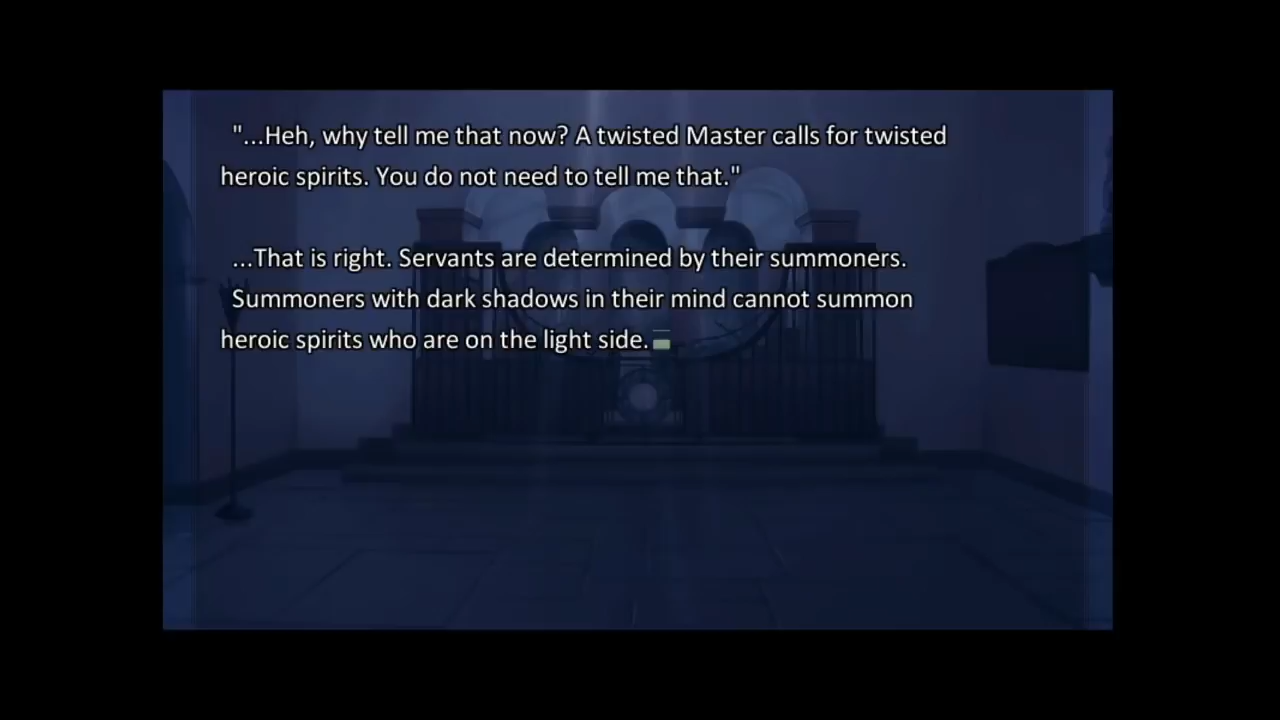 "...Heh, why tell me that now? A twisted Master calls for twisted
heroic spirits. You do not need to tell me that."
...That is right. Servants are determined by their summoners.
Summoners with dark shadows in their mind cannot summon
heroic spirits who are on the light side.